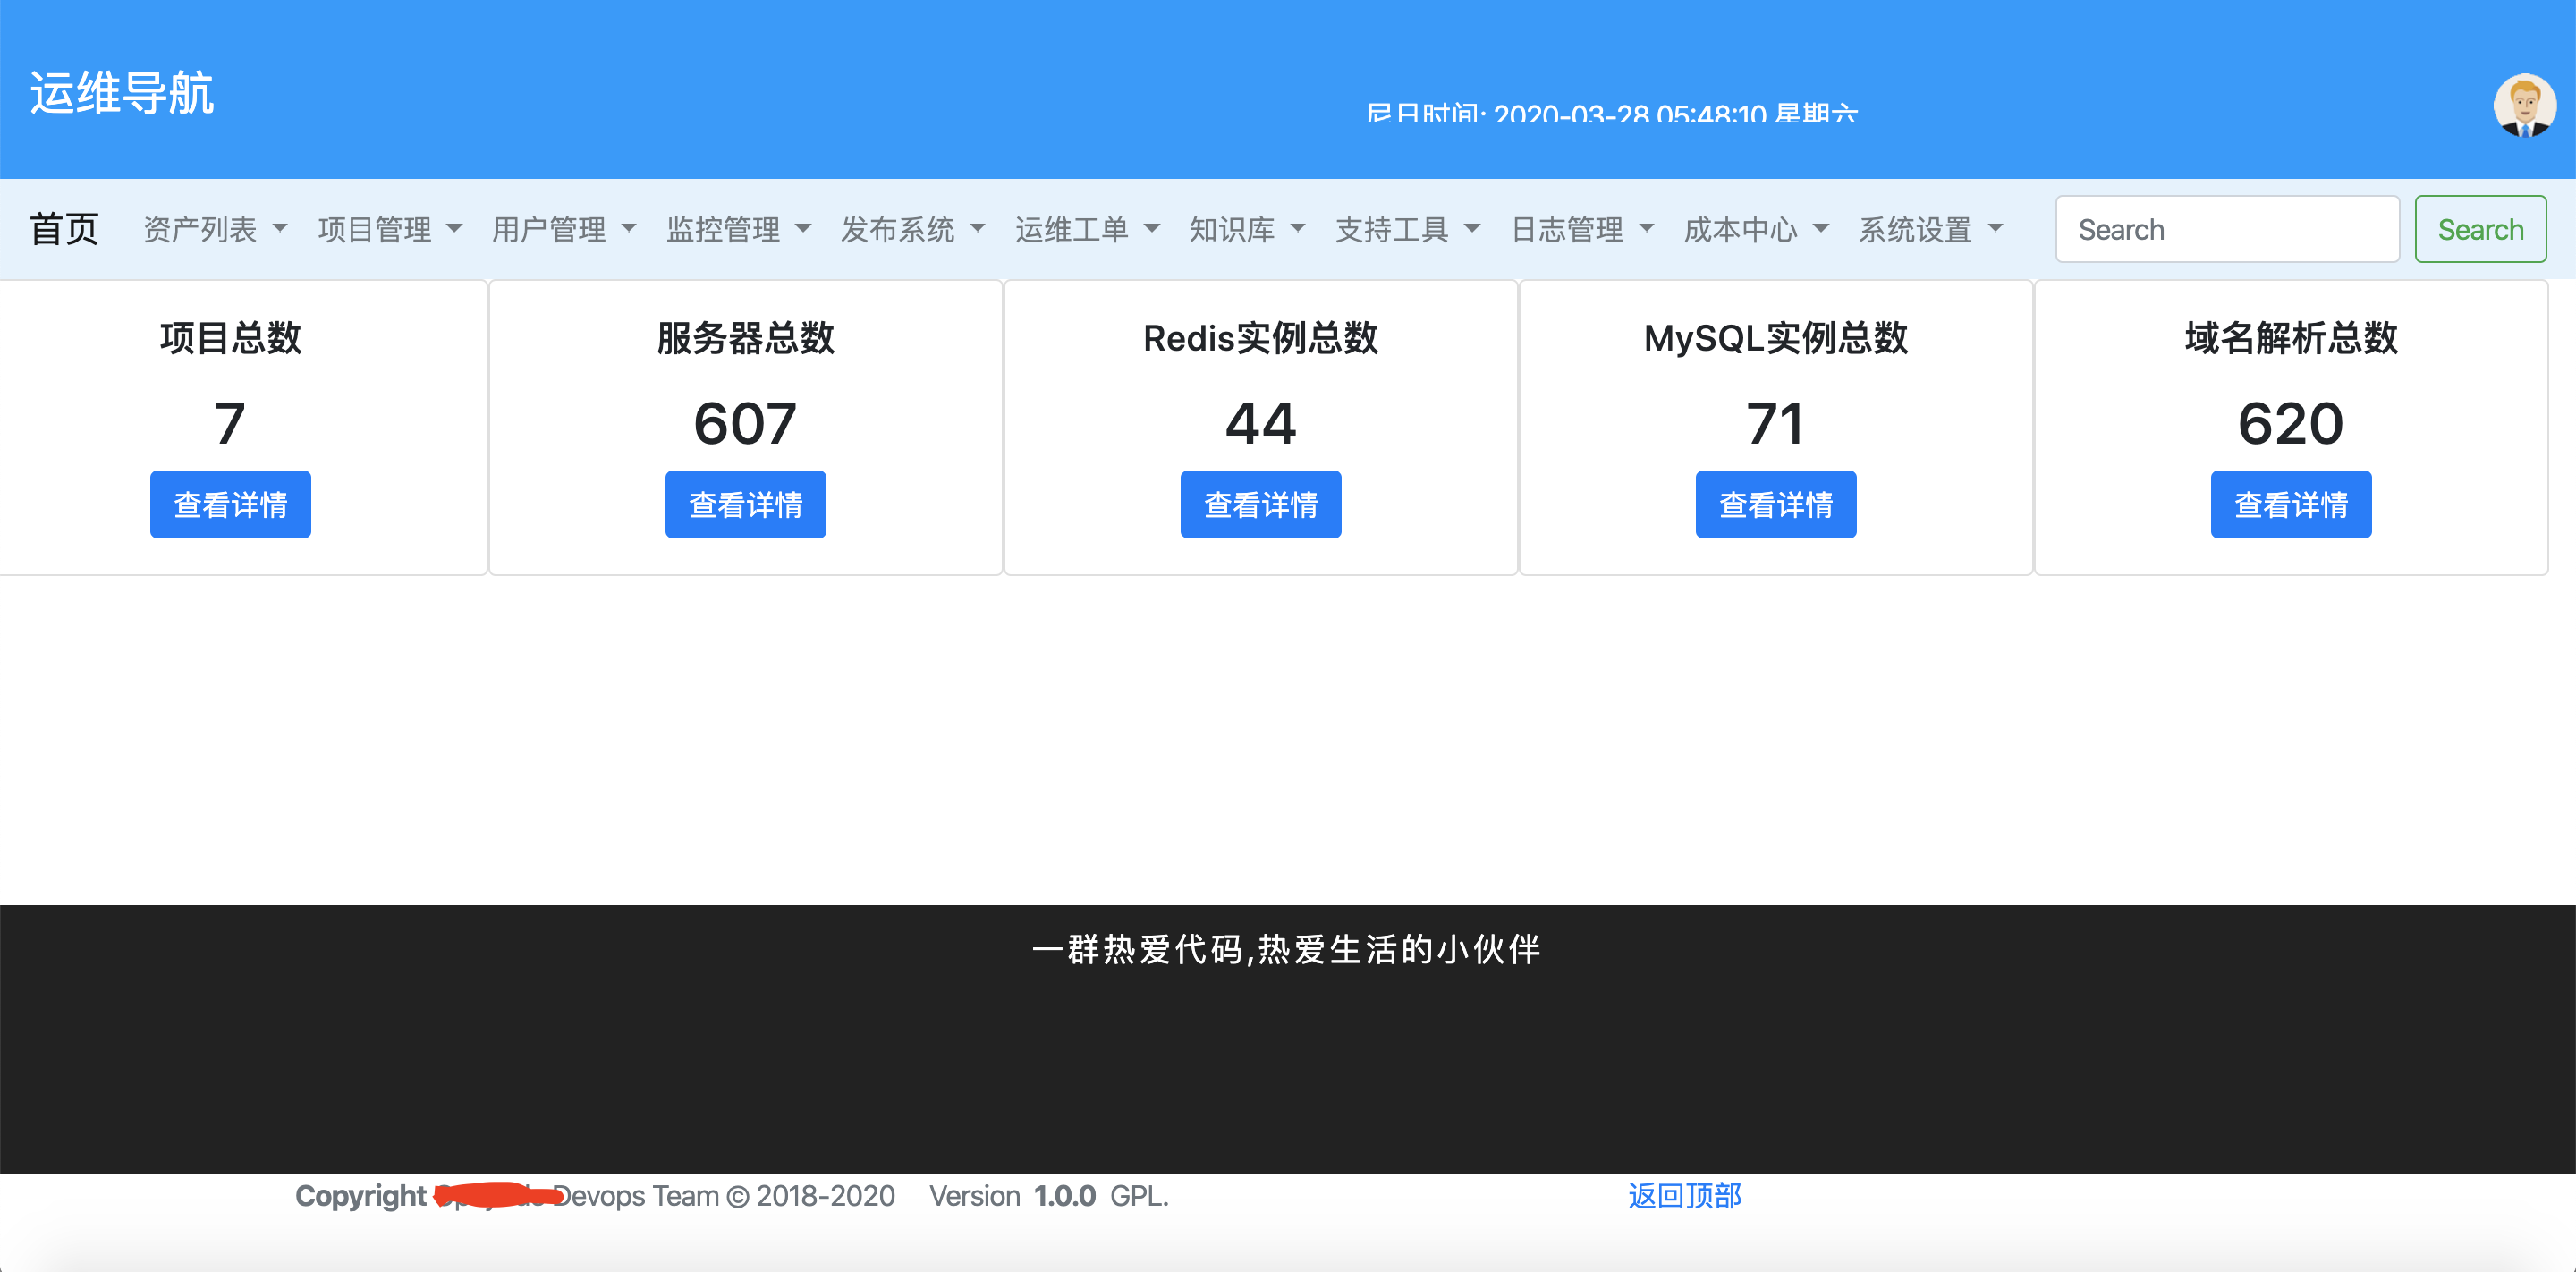 运维导航
尼日时间: 2020-03-28 05:48:10 星期六
首页 资产列表 项目管理 用户管理 监控管理 发布系统 运维工单 知识库 支持工具 日志管理 成本中心 系统设置 Search Search
项目总数 服务器总数 Redis实例总数 MySQL实例总数 域名解析总数
7 607 44 71 620
查看详情 查看详情 查看详情 查看详情 查看详情
一群热爱代码,热爱生活的小伙伴
Copyright Devops Team © 2018-2020 Version 1.0.0 GPL. 返回顶部